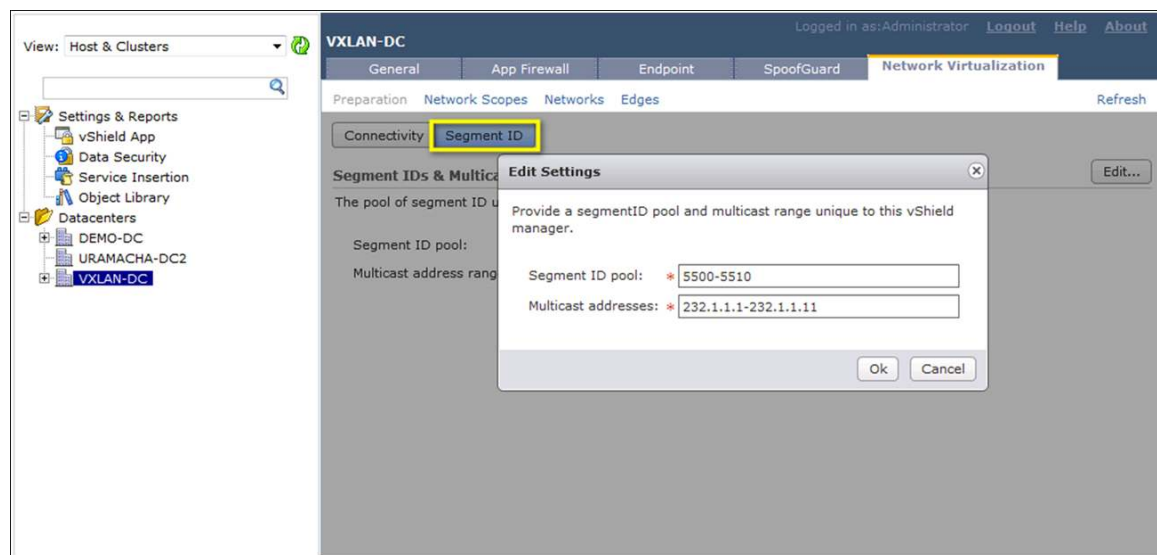 Logged in as:Administrator Logout Help About
View: Host & Clusters
VXLAN-DC
General App Firewall Endpoint SpoofGuard Network Virtualization
Preparation Network Scopes Networks Edges Refresh
Settings & Reports
vShield App
Data Security
Service Insertion
Object Library
Datacenters
DEMO-DC
URAMACHA-DC2
VXLAN-DC
Connectivity Segment ID
Segment IDs & Multica
Edit...
The pool of segment ID u
Segment ID pool:
Multicast address rang
Edit Settings
Provide a segmentID pool and multicast range unique to this vShield
manager.
Segment ID pool: * 5500-5510
Multicast addresses: * 232.1.1.1-232.1.1.11
Ok Cancel